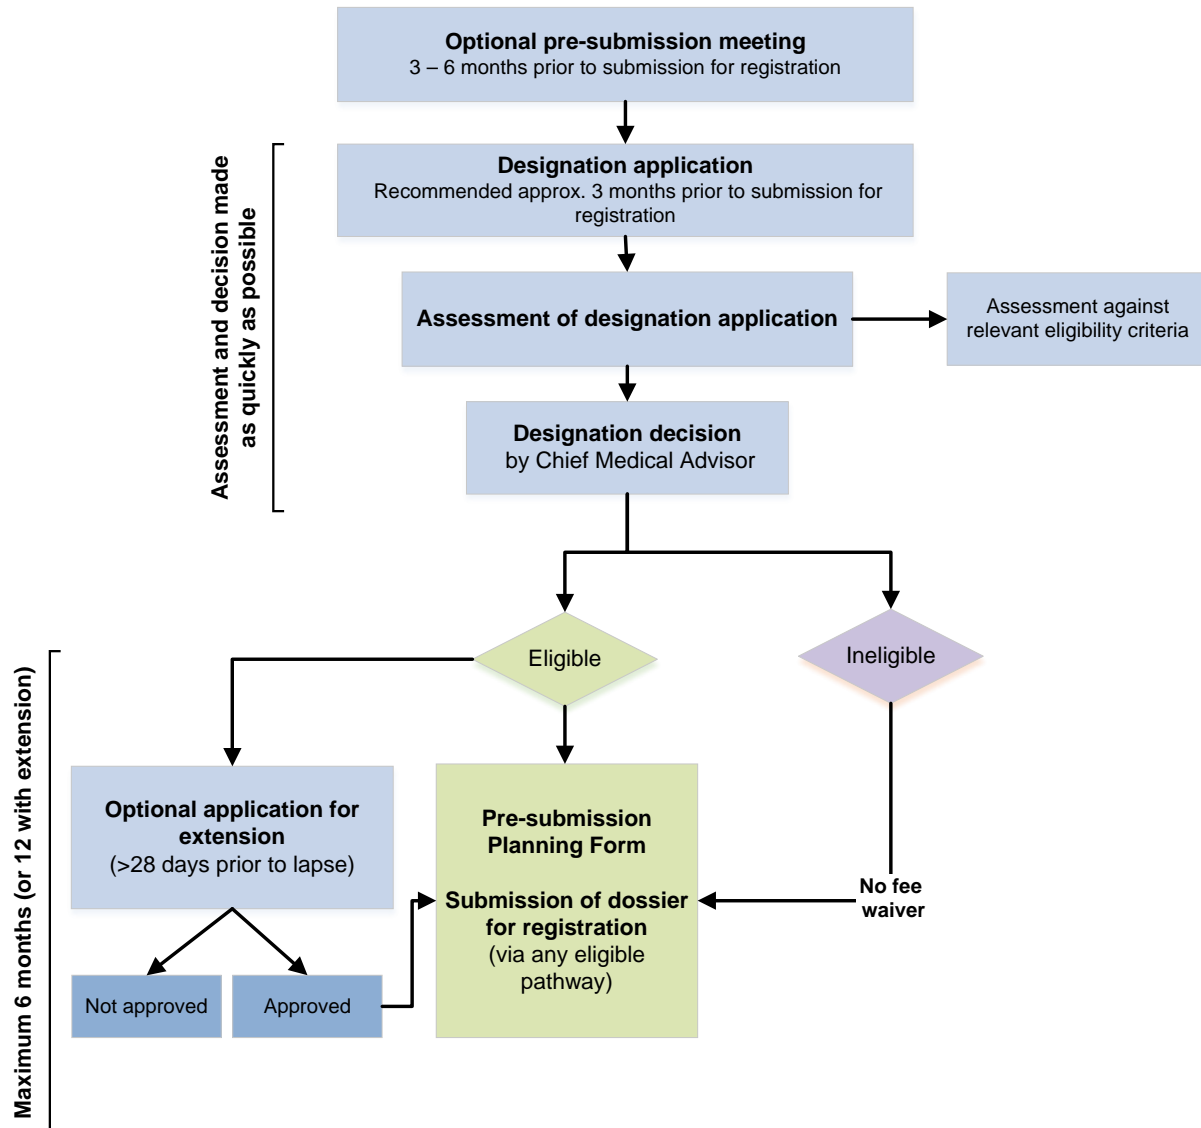 Optional pre-submission meeting
3 – 6 months prior to submission for registration
Assessment and decision made
as quickly as possible
Designation application
Recommended approx. 3 months prior to submission for
registration
Assessment of designation application
Assessment against
relevant eligibility criteria
Designation decision
by Chief Medical Advisor
Eligible
Ineligible
Maximum 6 months (or 12 with extension)
Optional application for
extension
(>28 days prior to lapse)
Pre-submission
Planning Form
Submission of dossier
for registration
(via any eligible
pathway)
No fee
waiver
Not approved
Approved